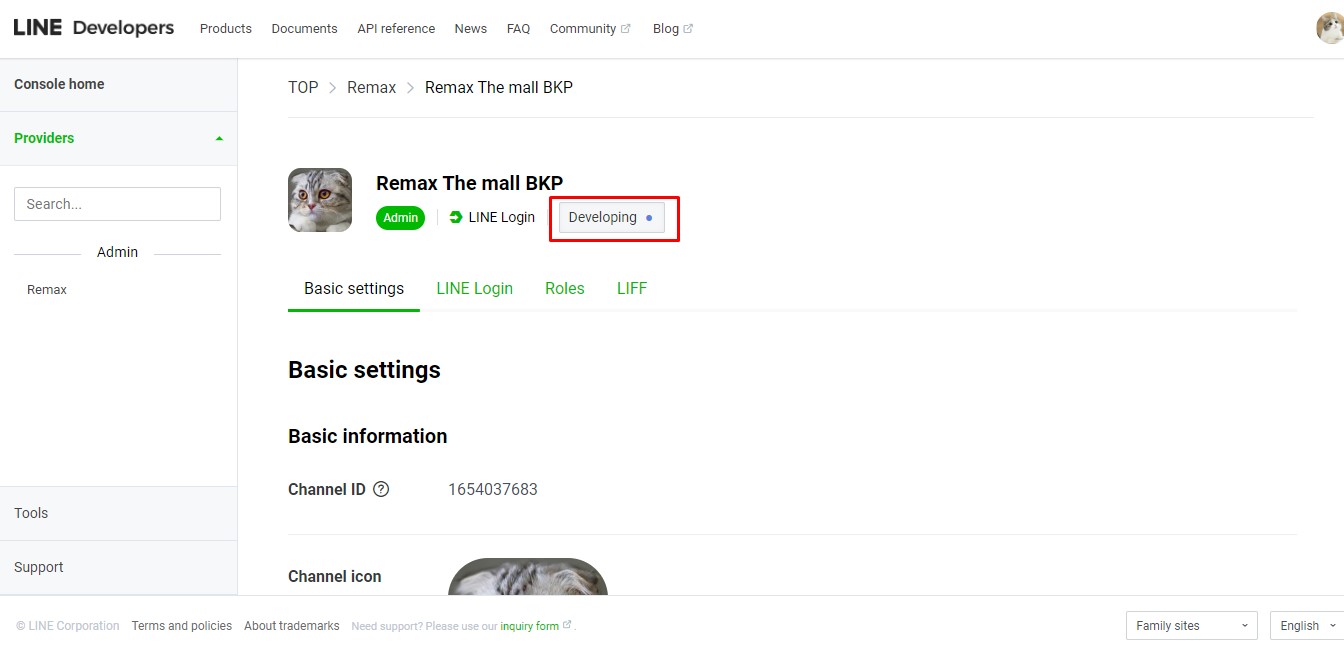 LINE Developers Products Documents API reference News FAQ Community Blog
Console home
Providers
Search...
Admin
Remax
Tools
Support
TOP > Remax > Remax The mall BKP
Remax The mall BKP
Admin LINE Login Developing
Basic settings LINE Login Roles LIFF
Basic settings
Basic information
Channel ID ? 1654037683
Channel icon
© LINE Corporation Terms and policies About trademarks Need support? Please use our inquiry form . Family sites English